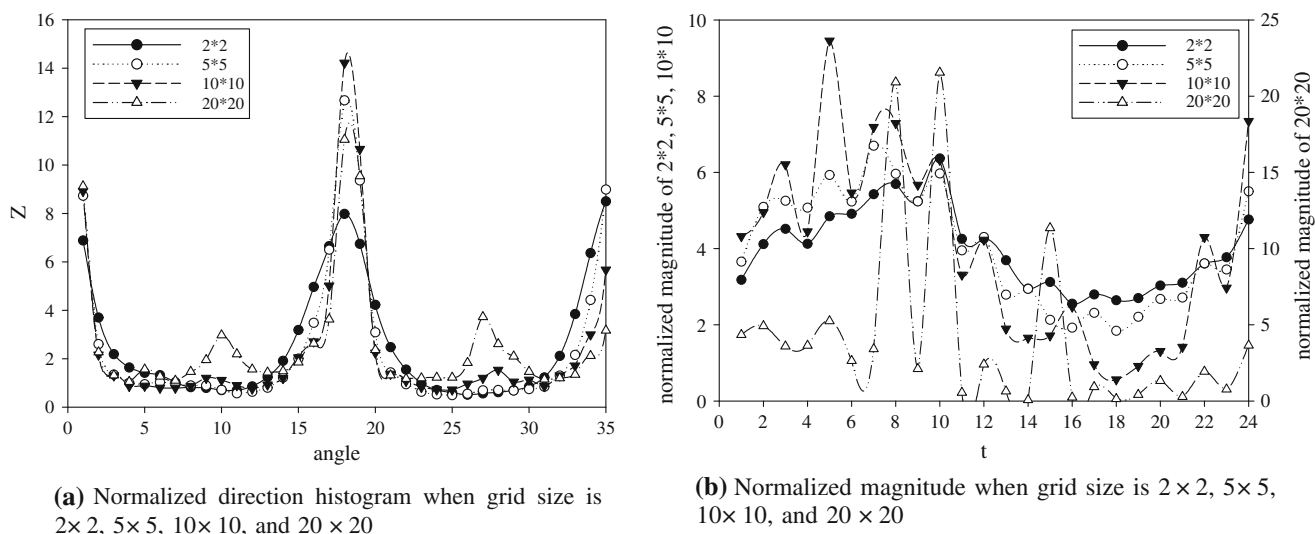 16
14
12
10
8
6
4
2
0
Z
2*2
5*5
10*10
20*20
0 5 10 15 20 25 30 35
angle
(a) Normalized direction histogram when grid size is
2× 2, 5× 5, 10× 10, and 20 × 20
normalized magnitude of 2*2, 5*5, 10*10
10
8
6
4
2
0
2*2
5*5
10*10
20*20
25
20
15
10
5
0
normalized magnitude of 20*20
0 2 4 6 8 10 12 14 16 18 20 22 24
t
(b) Normalized magnitude when grid size is 2 × 2, 5× 5,
10× 10, and 20 × 20